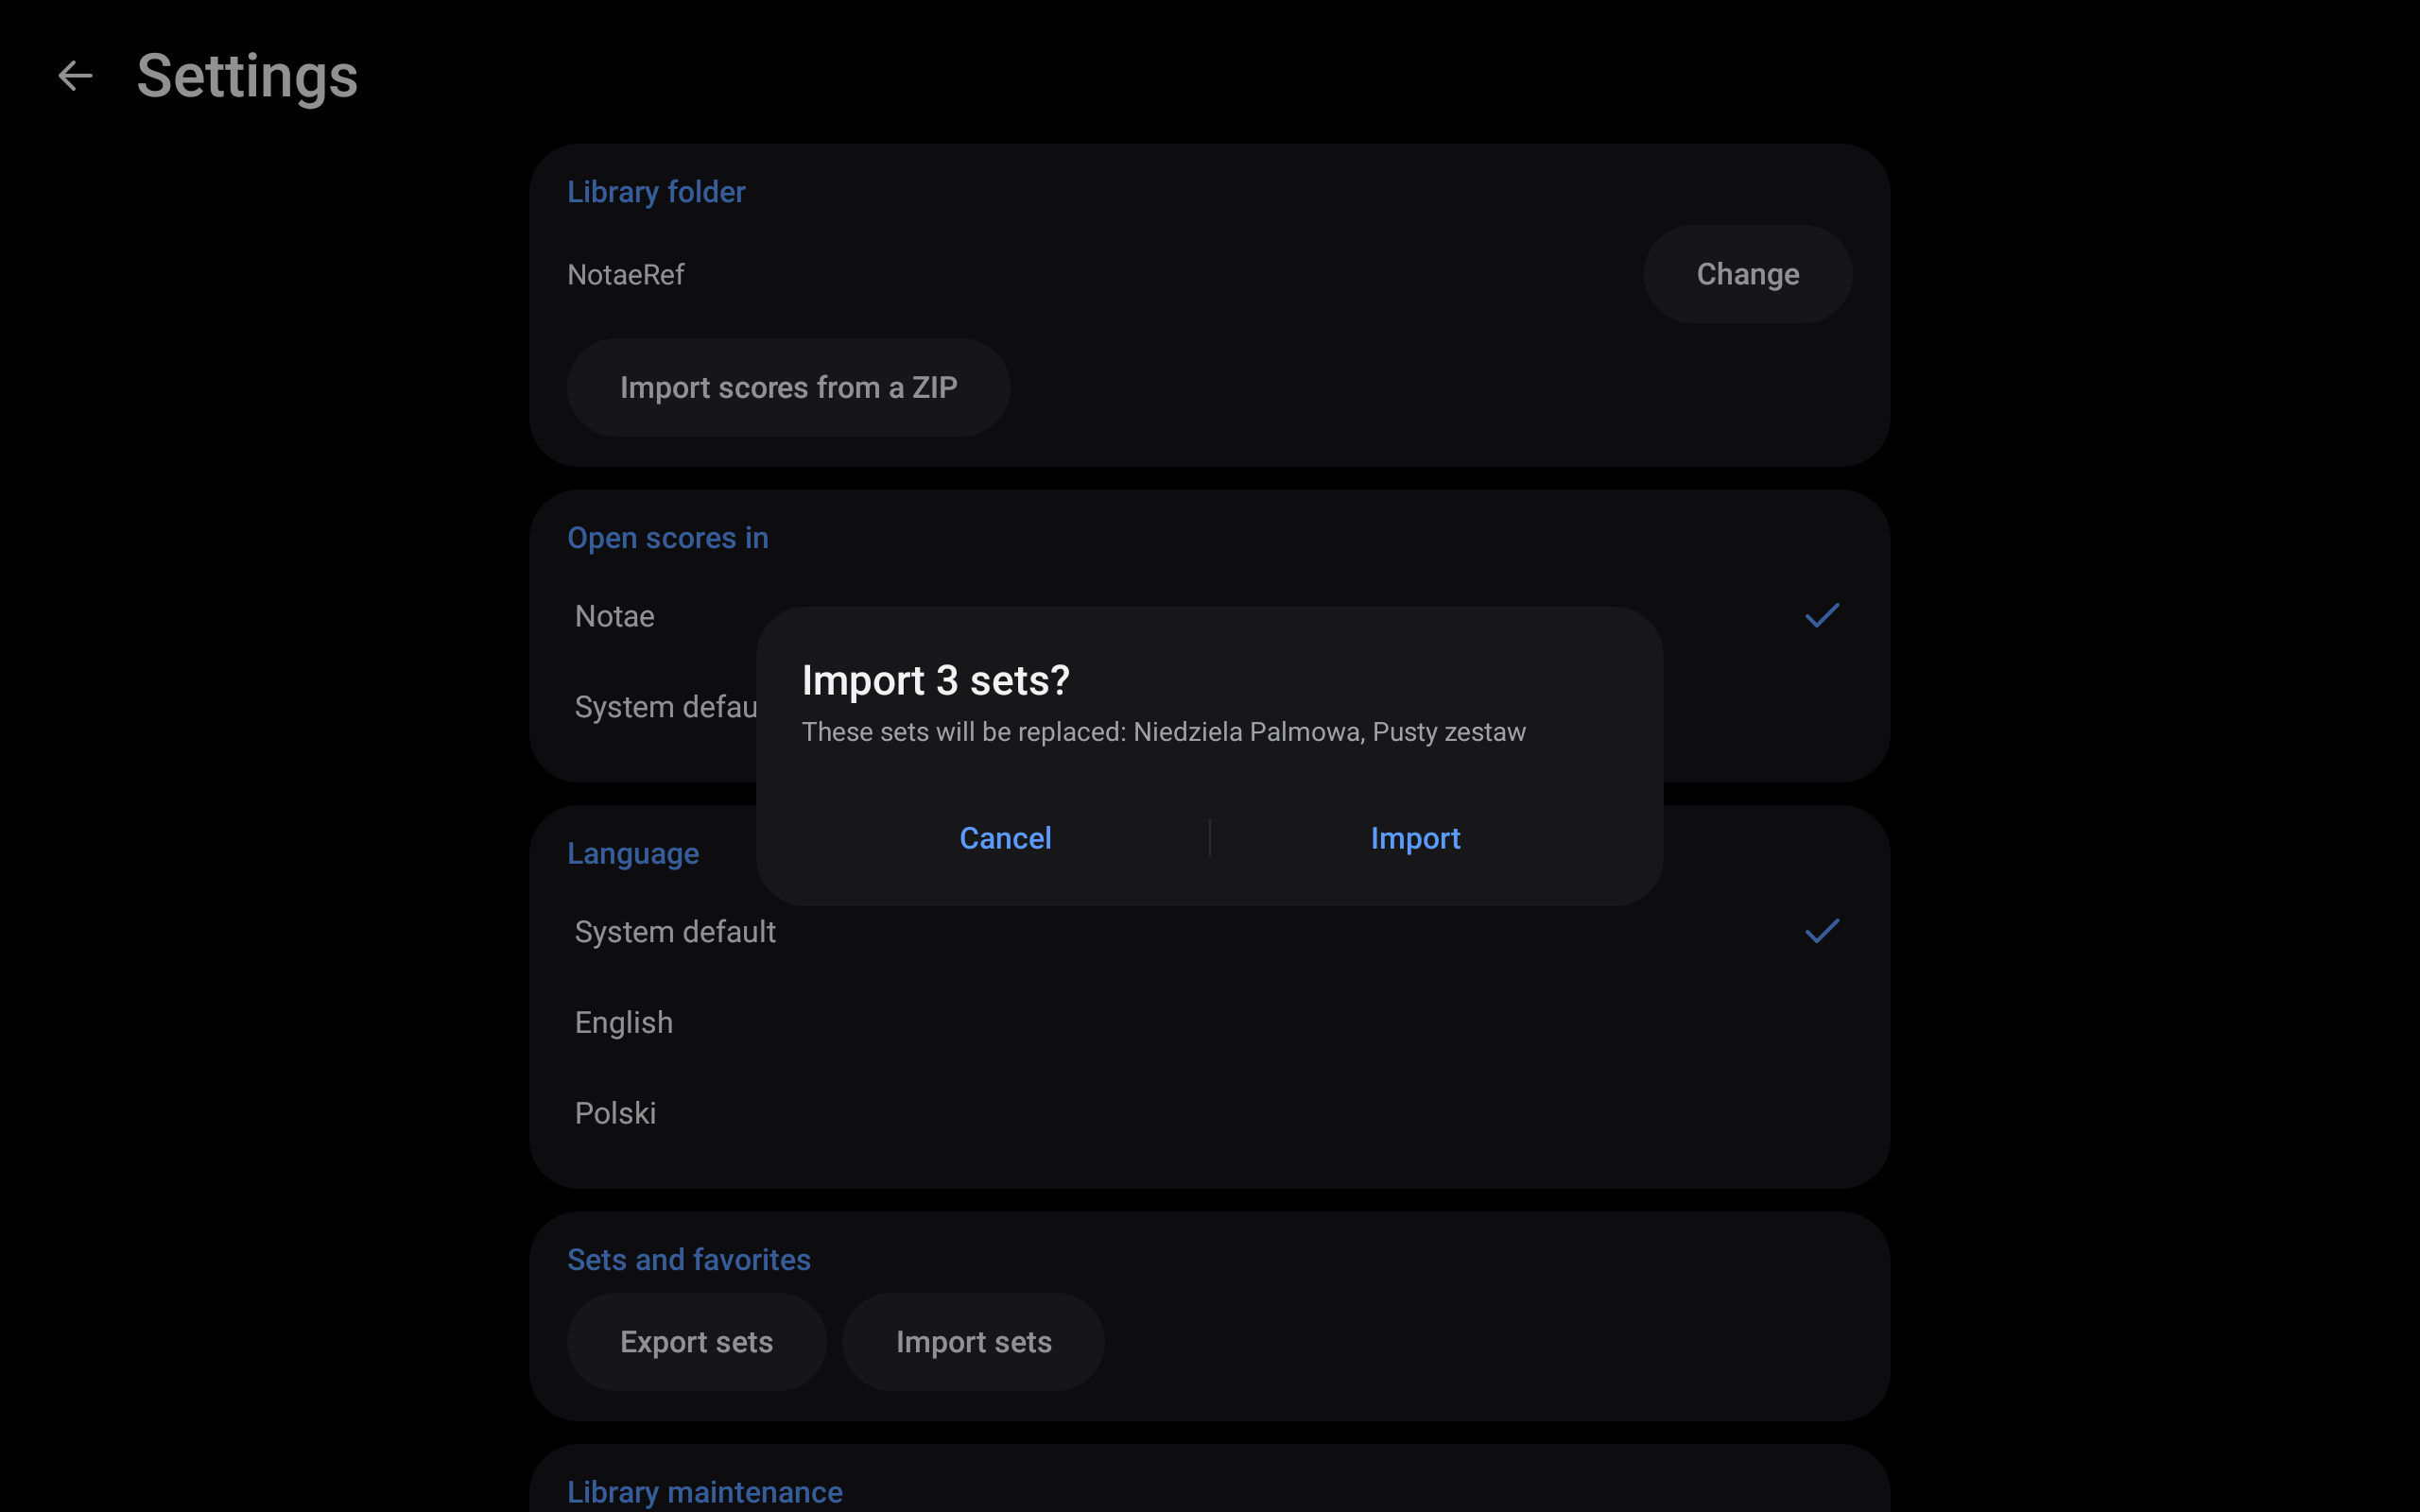 Settings
Library folder
NotaeRef
Change
Import scores from a ZIP
Open scores in
Notae
System defau
Import 3 sets?
These sets will be replaced: Niedziela Palmowa, Pusty zestaw
Cancel
Import
Language
System default
English
Polski
Sets and favorites
Export sets
Import sets
Library maintenance